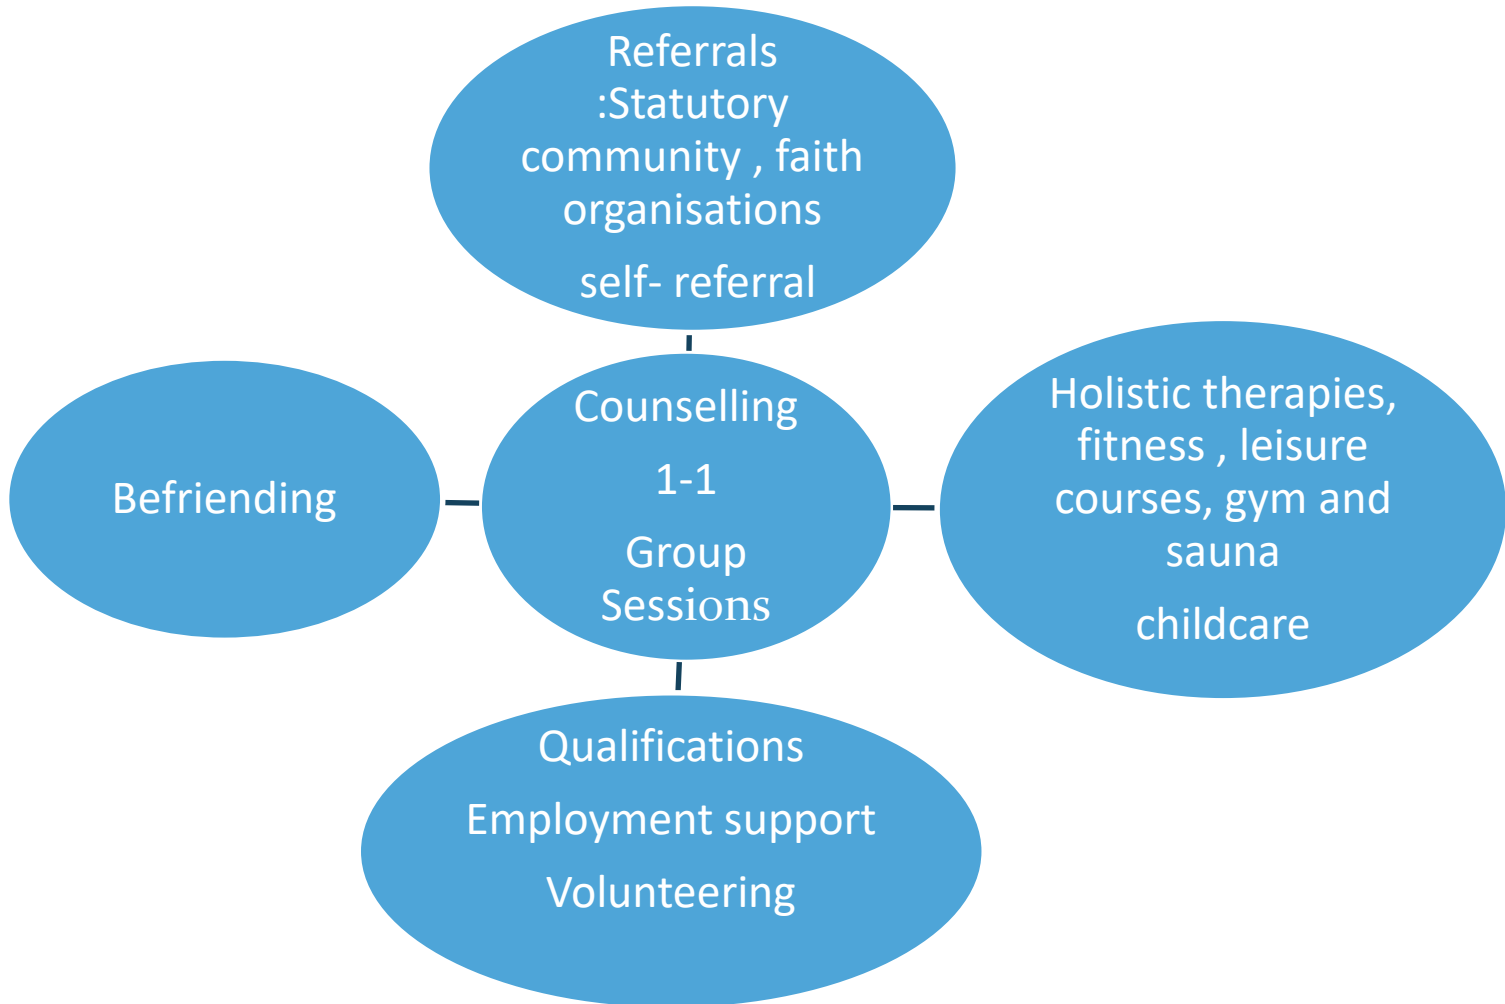 Referrals
:Statutory
community , faith
organisations
self- referral
Counselling
1-1
Group
Sessions
Befriending
Holistic therapies,
fitness , leisure
courses, gym and
sauna
childcare
Qualifications
Employment support
Volunteering